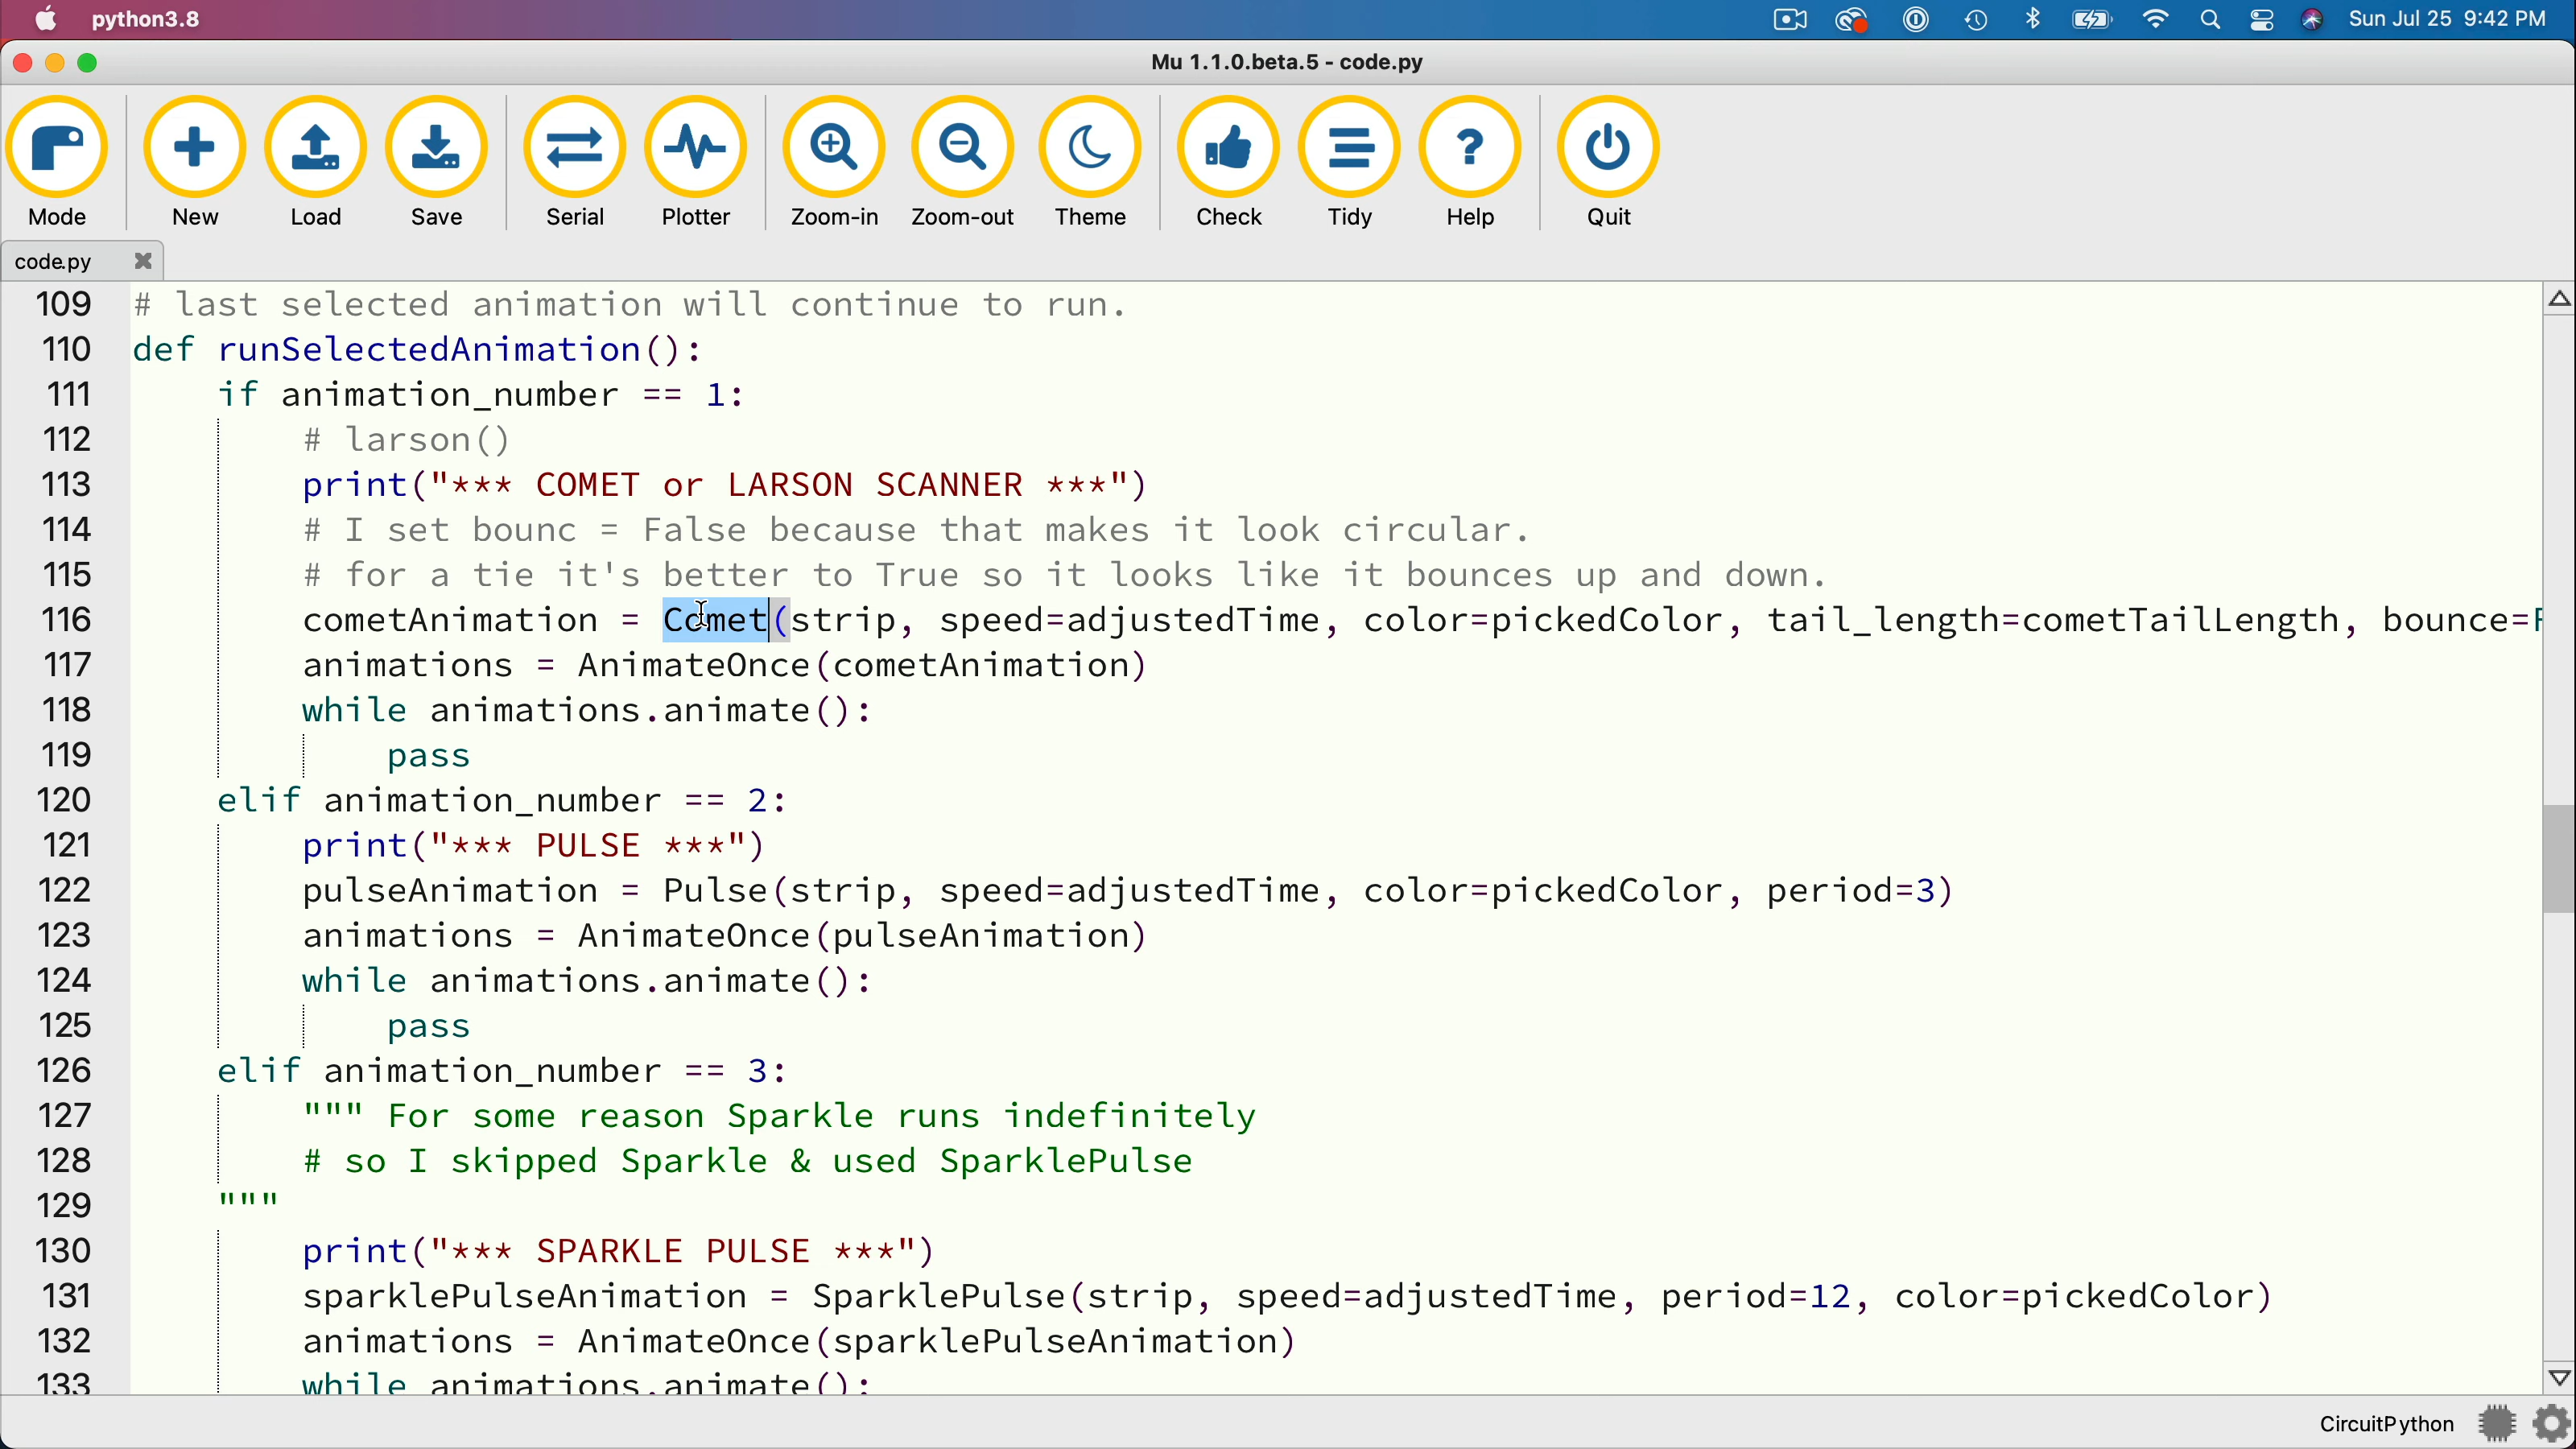 python3.8
Sun Jul 25 9:42 PM
Mu 1.1.0.beta.5 - code.py
Mode New Load Save Serial Plotter Zoom-in Zoom-out Theme Check Tidy Help Quit
code.py
109 # last selected animation will continue to run.
110 def runSelectedAnimation():
111 if animation_number == 1:
112 # larson()
113 print("*** COMET or LARSON SCANNER ***")
114 # I set bounc = False because that makes it look circular.
115 # for a tie it's better to True so it looks like it bounces up and down.
116 cometAnimation = Comet(strip, speed=adjustedTime, color=pickedColor, tail_length=cometTailLength, bounce=
117 animations = AnimateOnce(cometAnimation)
118 while animations.animate():
119 pass
120 elif animation_number == 2:
121 print("*** PULSE ***")
122 pulseAnimation = Pulse(strip, speed=adjustedTime, color=pickedColor, period=3)
123 animations = AnimateOnce(pulseAnimation)
124 while animations.animate():
125 pass
126 elif animation_number == 3:
127 """ For some reason Sparkle runs indefinitely
128 # so I skipped Sparkle & used SparklePulse
129 """
130 print("*** SPARKLE PULSE ***")
131 sparklePulseAnimation = SparklePulse(strip, speed=adjustedTime, period=12, color=pickedColor)
132 animations = AnimateOnce(sparklePulseAnimation)
133 while animations.animate():
CircuitPython